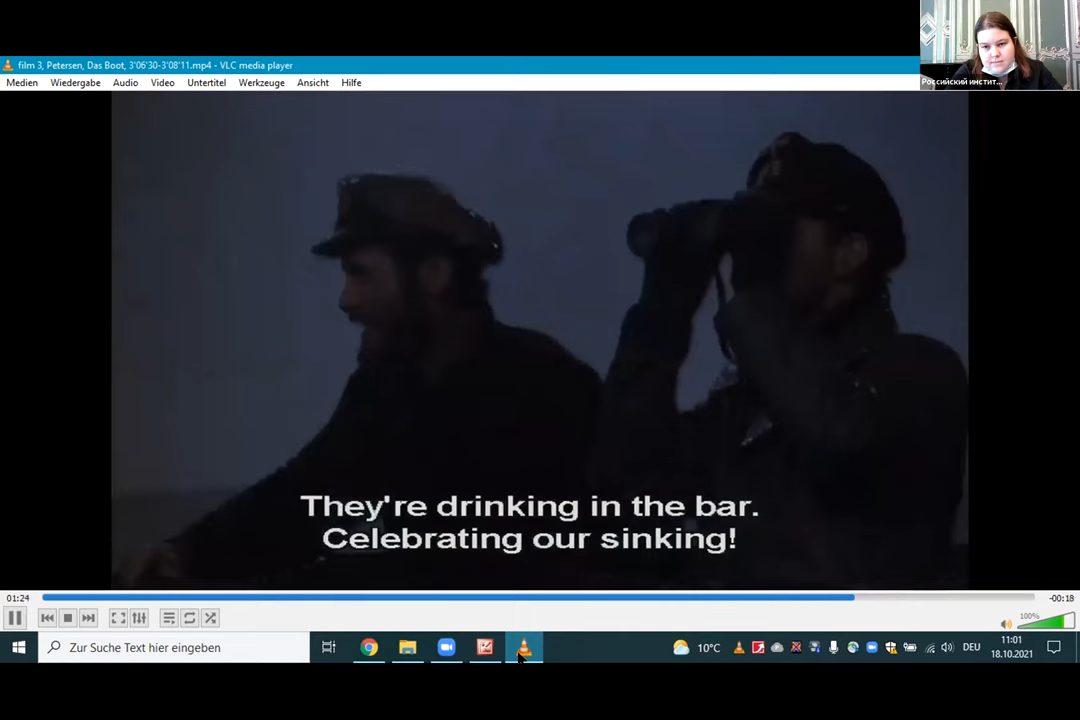 film 3, Petersen, Das Boot, 3'06'30-3'08'11.mp4 - VLC media player
Российский инстит...
Medien Wiedergabe Audio Video Untertitel Werkzeuge Ansicht Hilfe
They're drinking in the bar.
Celebrating our sinking!
01:24
-00:18
100%
Zur Suche Text hier eingeben
10°C
DEU
11:01
18.10.2021